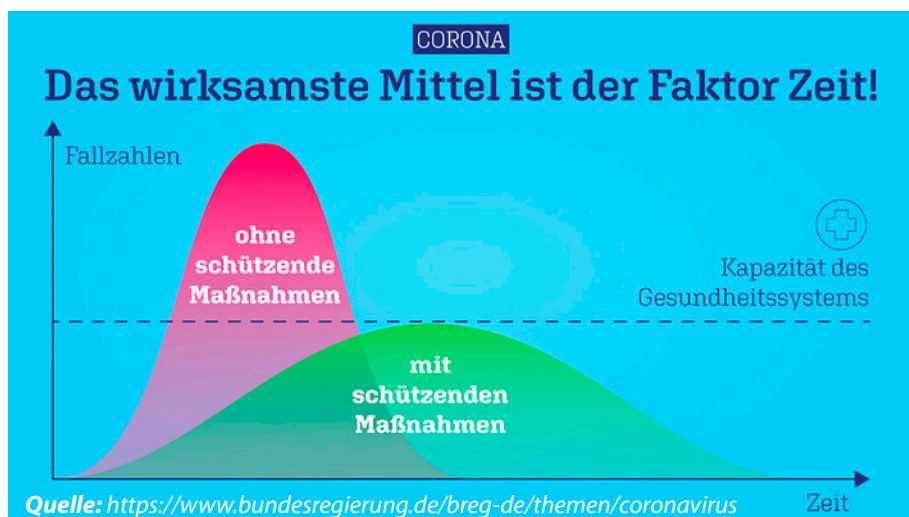 CORONA
Das wirksamste Mittel ist der Faktor Zeit!
Fallzahlen
ohne
schützende
Maßnahmen
Kapazität des
Gesundheitssystems
mit
schützenden
Maßnahmen
Quelle: https://www.bundesregierung.de/breg-de/themen/coronavirus
Zeit